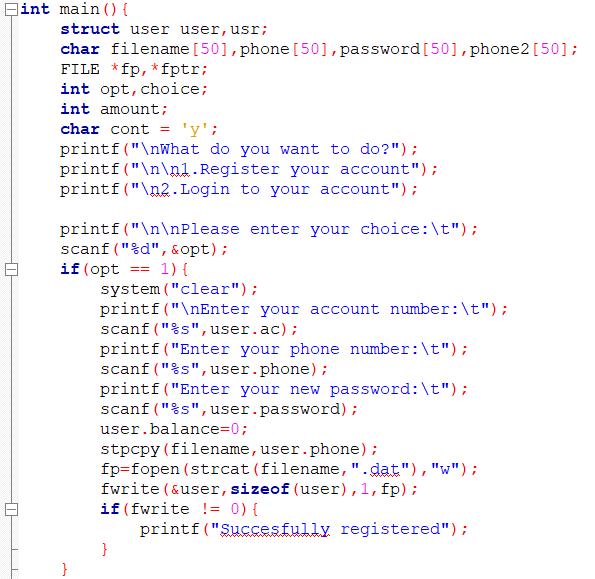 int main(){
struct user user,usr;
char filename[50],phone[50],password[50],phone2[50];
FILE *fp,*fptr;
int opt,choice;
int amount;
char cont = 'y';
printf("\nWhat do you want to do?");
printf("\n\n1.Register your account");
printf("\n2.Login to your account");
printf("\n\nPlease enter your choice:\t");
scanf("%d",&opt);
if(opt == 1){
system("clear");
printf("\nEnter your account number:\t");
scanf("%s",user.ac);
printf("Enter your phone number:\t");
scanf("%s",user.phone);
printf("Enter your new password:\t");
scanf("%s",user.password);
user.balance=0;
stpcpy(filename,user.phone);
fp=fopen(strcat(filename,".dat"),"w");
fwrite(&user,sizeof(user),1,fp);
if(fwrite != 0){
printf("Succesfully registered");
}
}